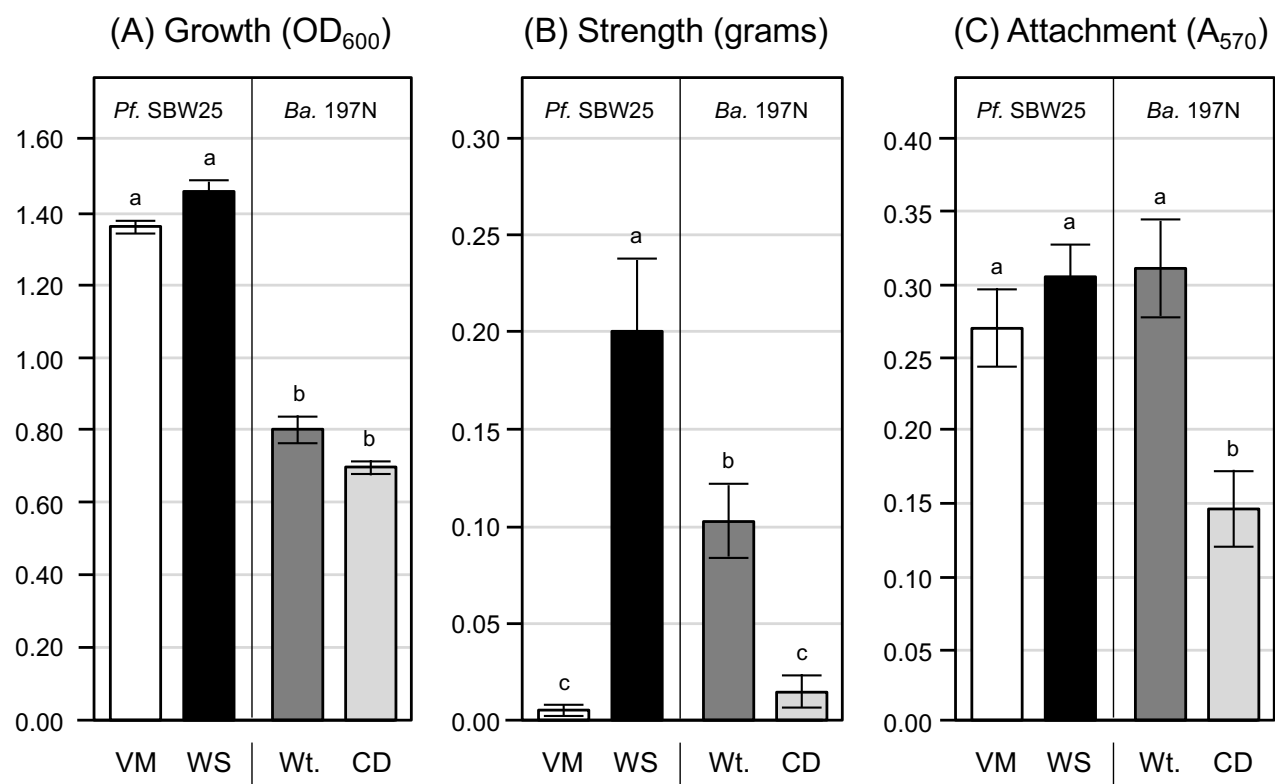 (A) Growth (OD600)
Pf. SBW25 Ba. 197N
1.60
1.40
1.20
1.00
0.80
0.60
0.40
0.20
0.00
a
a
b
b
VM WS Wt. CD
(B) Strength (grams)
Pf. SBW25 Ba. 197N
0.30
0.25
0.20
0.15
0.10
0.05
0.00
c
a
b
c
VM WS Wt. CD
(C) Attachment (A570)
Pf. SBW25 Ba. 197N
0.40
0.35
0.30
0.25
0.20
0.15
0.10
0.05
0.00
a
a
a
b
VM WS Wt. CD